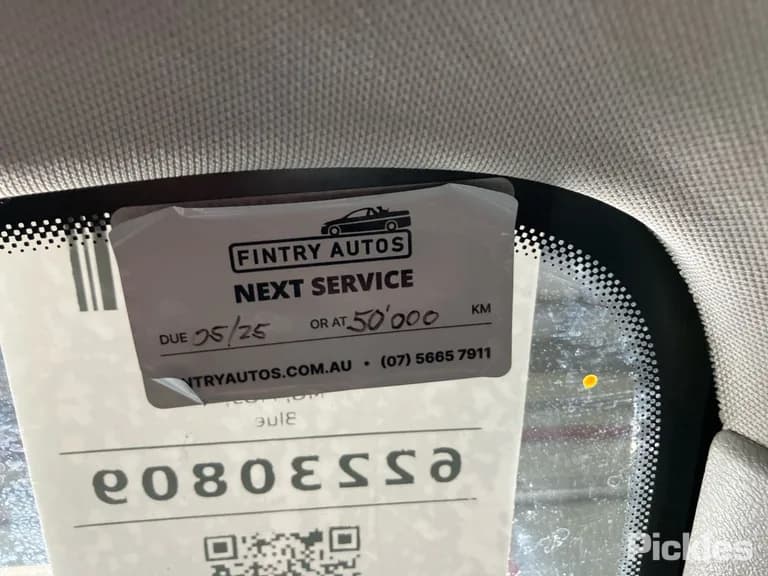 FINTRY AUTOS
NEXT SERVICE
DUE 05/25 OR AT 50'000 KM
NTRYAUTOS.COM.AU • (07) 5665 7911
Blue
62230809
Pickles